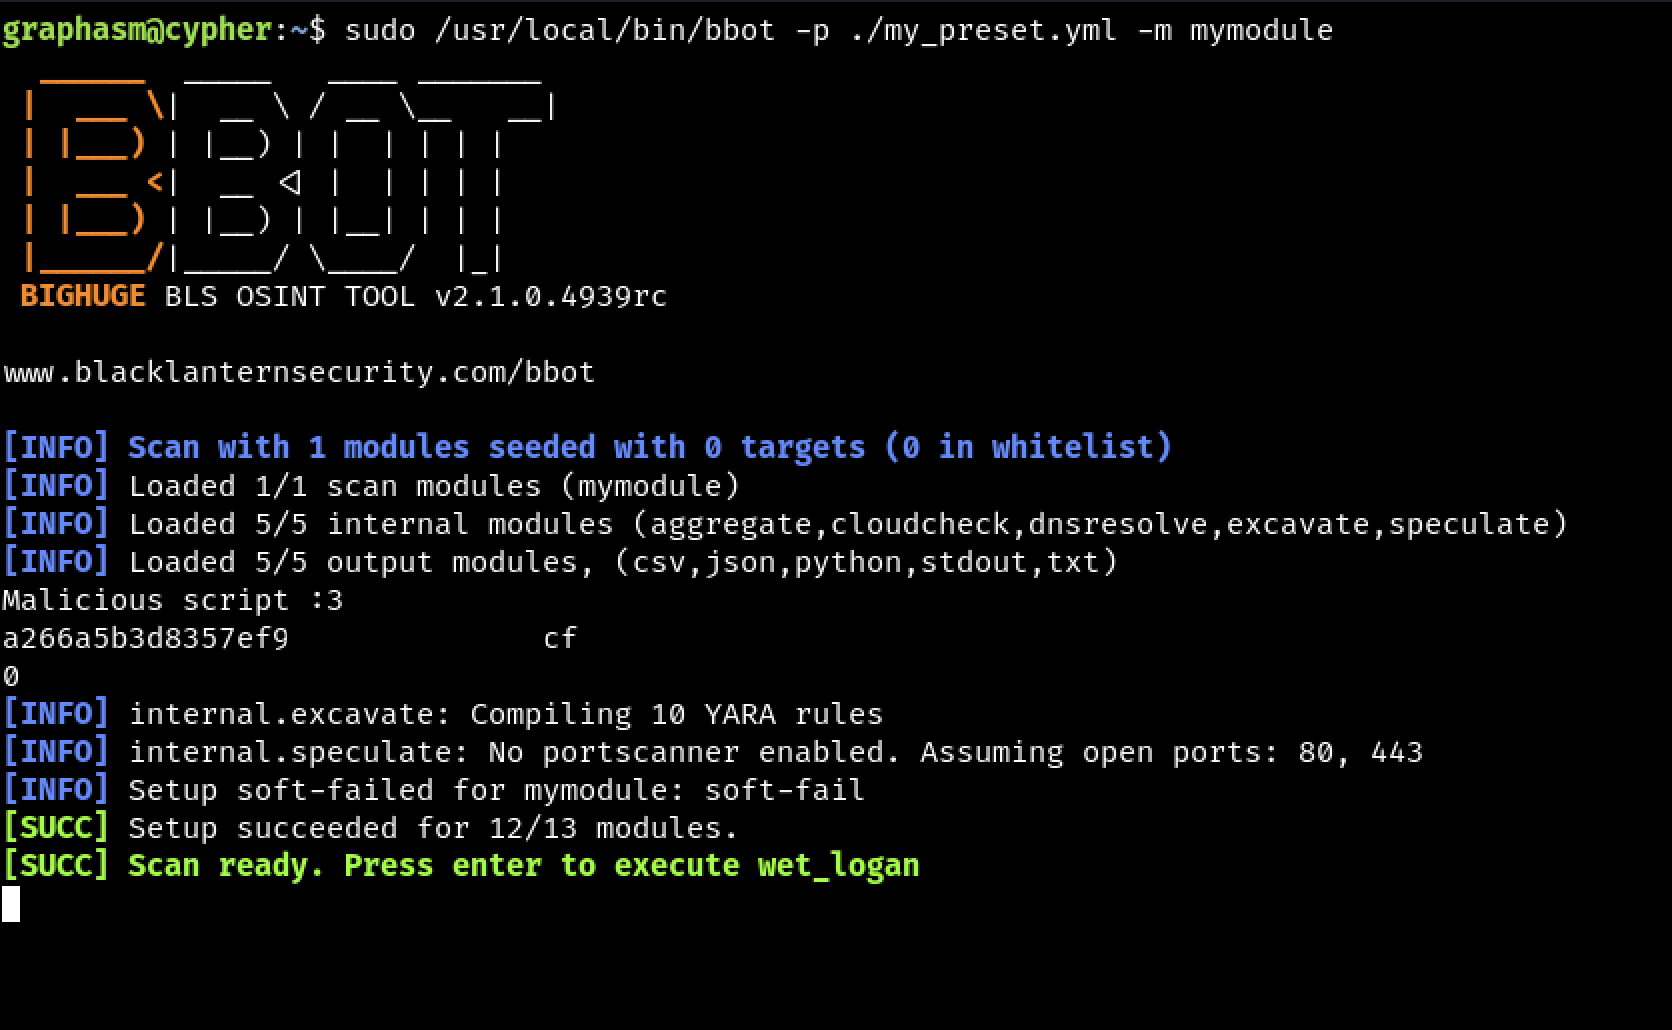 graphasm@cypher:~$ sudo /usr/local/bin/bbot -p ./my_preset.yml -m mymodule
BBOT
BIGHUGE BLS OSINT TOOL v2.1.0.4939rc
www.blacklanternsecurity.com/bbot
[INFO] Scan with 1 modules seeded with 0 targets (0 in whitelist)
[INFO] Loaded 1/1 scan modules (mymodule)
[INFO] Loaded 5/5 internal modules (aggregate,cloudcheck,dnsresolve,excavate,speculate)
[INFO] Loaded 5/5 output modules, (csv,json,python,stdout,txt)
Malicious script :3
a266a5b3d8357ef9 cf
0
[INFO] internal.excavate: Compiling 10 YARA rules
[INFO] internal.speculate: No portscanner enabled. Assuming open ports: 80, 443
[INFO] Setup soft-failed for mymodule: soft-fail
[SUCC] Setup succeeded for 12/13 modules.
[SUCC] Scan ready. Press enter to execute wet_logan